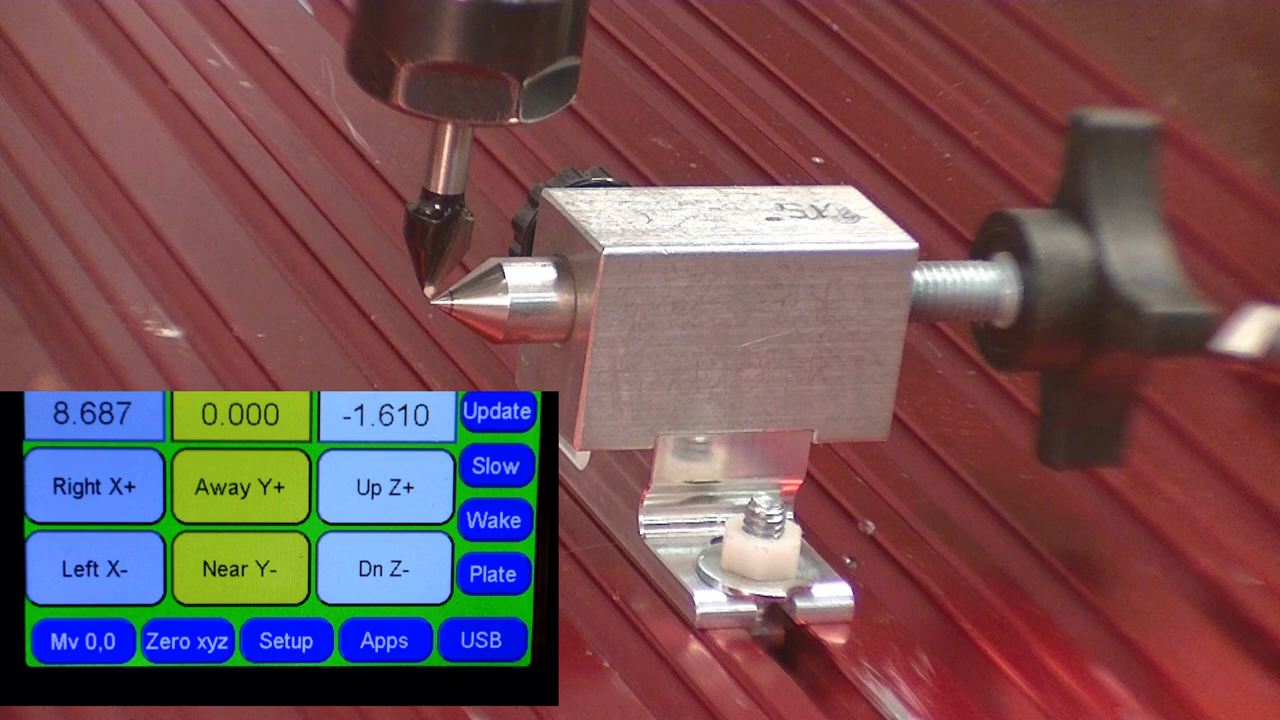 8.687 0.000 -1.610 Update
Right X+ Away Y+ Up Z+ Slow
Wake
Left X- Near Y- Dn Z- Plate
Mv 0,0 Zero xyz Setup Apps USB